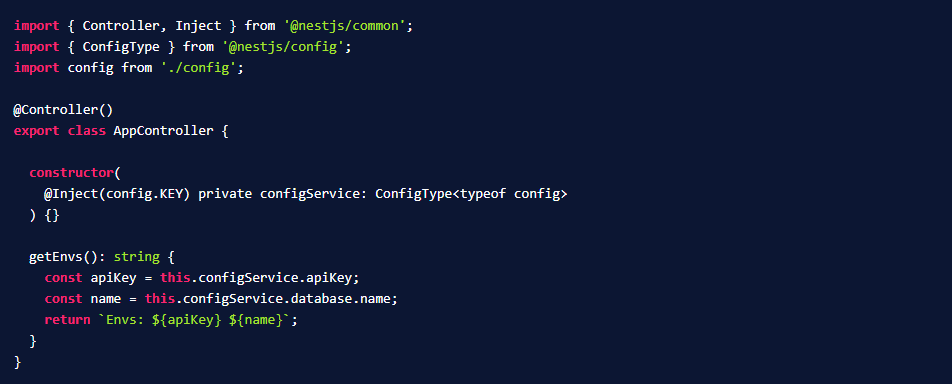 import { Controller, Inject } from '@nestjs/common';
import { ConfigType } from '@nestjs/config';
import config from './config';

@Controller()
export class AppController {

  constructor(
    @Inject(config.KEY) private configService: ConfigType<typeof config>
  ) {}

  getEnvs(): string {
    const apiKey = this.configService.apiKey;
    const name = this.configService.database.name;
    return `Envs: ${apiKey} ${name}`;
  }
}